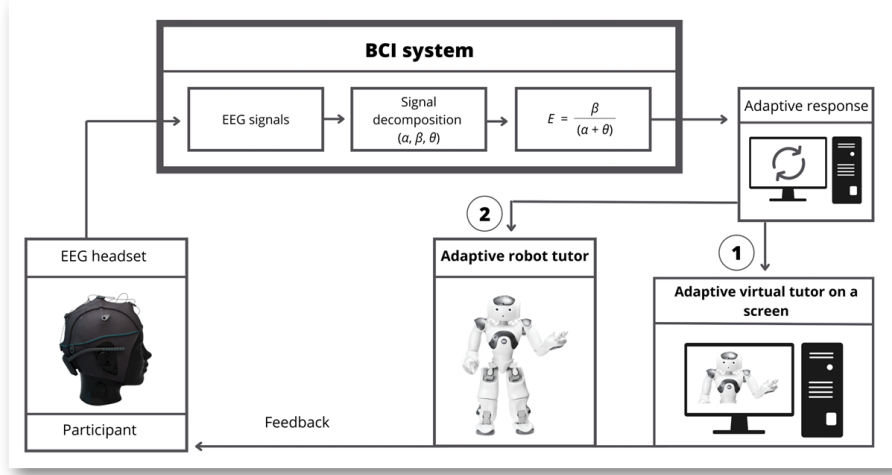 BCI system
EEG signals
Signal
decomposition
(α, β, θ)
E = β / (α + θ)
Adaptive response
2
1
EEG headset
Adaptive robot tutor
Adaptive virtual tutor on a
screen
Participant
Feedback